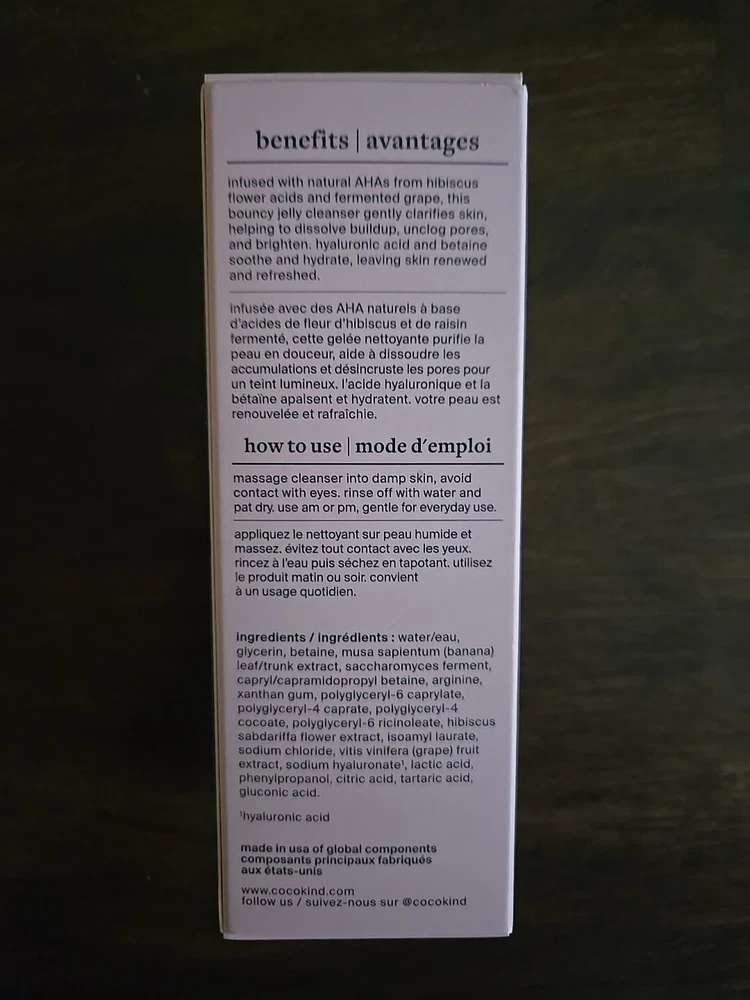 benefits | avantages
infused with natural AHAs from hibiscus
flower acids and fermented grape, this
bouncy jelly cleanser gently clarifies skin,
helping to dissolve buildup, unclog pores,
and brighten. hyaluronic acid and betaine
soothe and hydrate, leaving skin renewed
and refreshed.
infusée avec des AHA naturels à base
d'acides de fleur d'hibiscus et de raisin
fermenté, cette gelée nettoyante purifie la
peau en douceur, aide à dissoudre les
accumulations et désincruste les pores pour
un teint lumineux. l'acide hyaluronique et la
bétaïne apaisent et hydratent. votre peau est
renouvelée et rafraîchie.
how to use | mode d'emploi
massage cleanser into damp skin, avoid
contact with eyes. rinse off with water and
pat dry. use am or pm, gentle for everyday use.
appliquez le nettoyant sur peau humide et
massez. évitez tout contact avec les yeux.
rincez à l'eau puis séchez en tapotant. utilisez
le produit matin ou soir. convient
à un usage quotidien.
ingredients / ingrédients : water/eau,
glycerin, betaine, musa sapientum (banana)
leaf/trunk extract, saccharomyces ferment,
capryl/capramidopropyl betaine, arginine,
xanthan gum, polyglyceryl-6 caprylate,
polyglyceryl-4 caprate, polyglyceryl-4
cocoate, polyglyceryl-6 ricinoleate, hibiscus
sabdariffa flower extract, isoamyl laurate,
sodium chloride, vitis vinifera (grape) fruit
extract, sodium hyaluronate¹, lactic acid,
phenylpropanol, citric acid, tartaric acid,
gluconic acid.
¹hyaluronic acid
made in usa of global components
composants principaux fabriqués
aux états-unis
www.cocokind.com
follow us / suivez-nous sur @cocokind